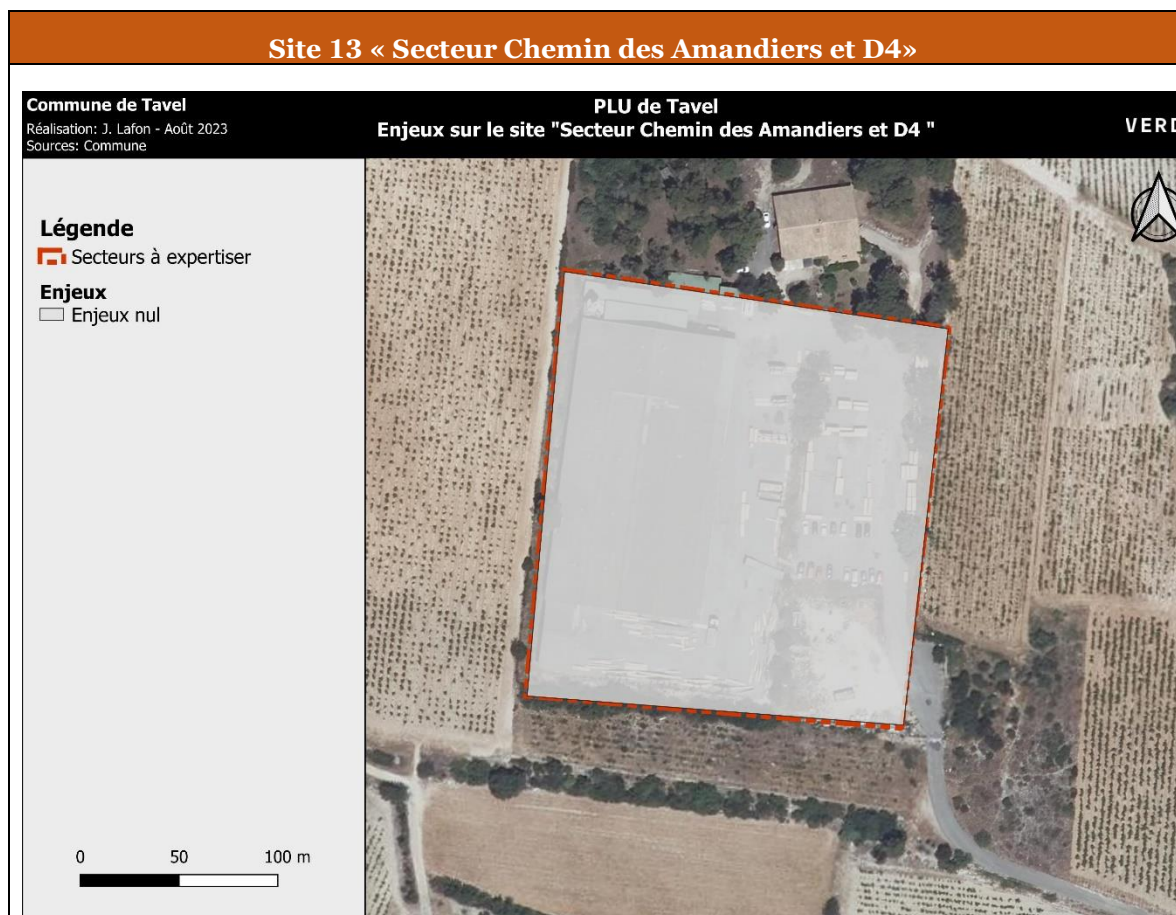 Site 13 « Secteur Chemin des Amandiers et D4»
Commune de Tavel
Réalisation: J. Lafon - Août 2023
Sources: Commune
PLU de Tavel
Enjeux sur le site "Secteur Chemin des Amandiers et D4 "
VERD
Légende
Secteurs à expertiser
Enjeux
Enjeux nul
0 50 100 m